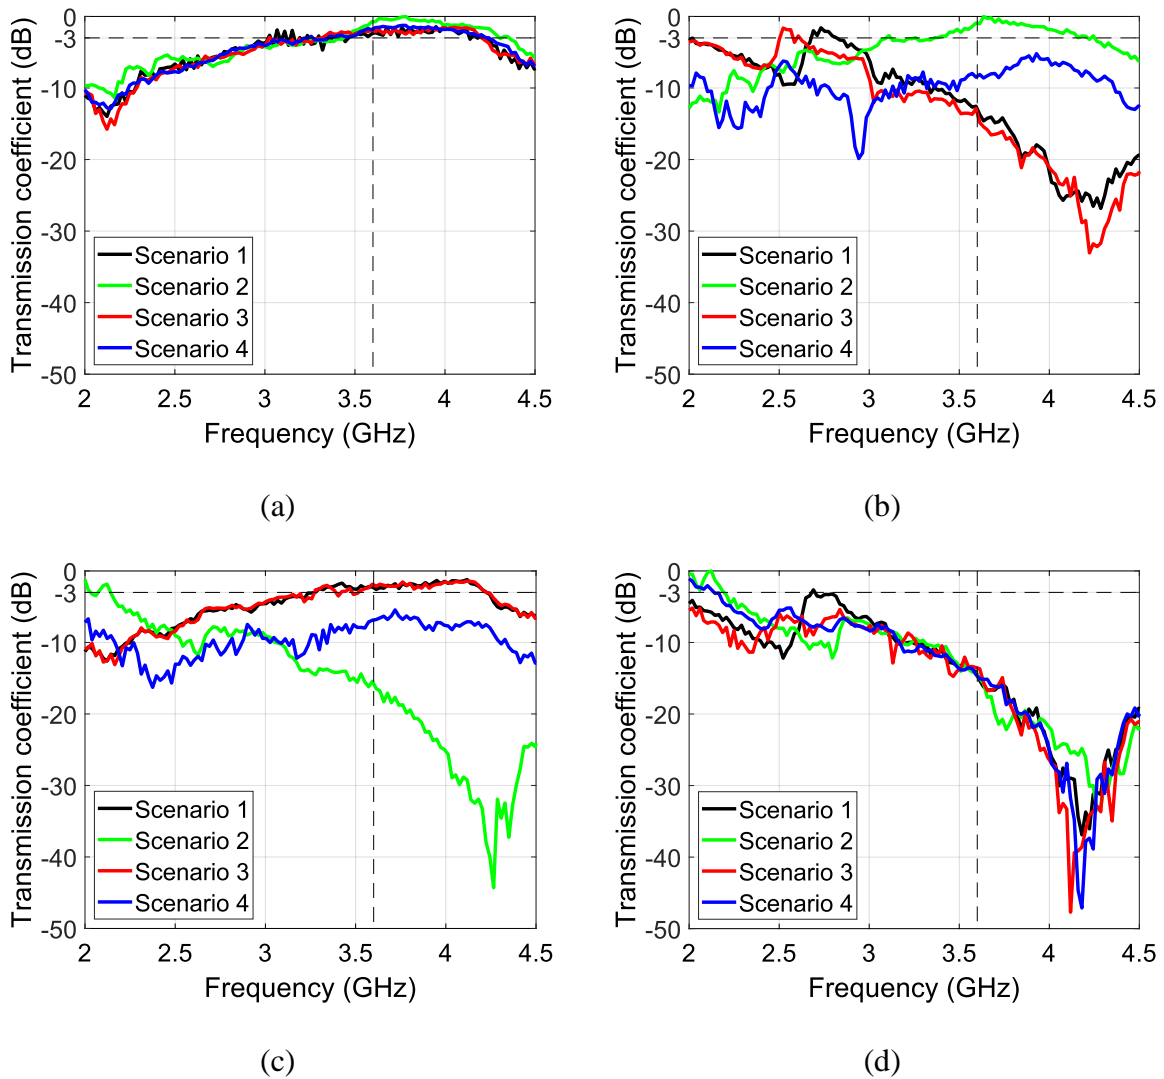 0
-3
-10
-20
-30
-40
-50
Transmission coefficient (dB)
Scenario 1
Scenario 2
Scenario 3
Scenario 4
2
2.5
3
3.5
4
4.5
Frequency (GHz)
(a)
0
-3
-10
-20
-30
-40
-50
Transmission coefficient (dB)
Scenario 1
Scenario 2
Scenario 3
Scenario 4
2
2.5
3
3.5
4
4.5
Frequency (GHz)
(b)
0
-3
-10
-20
-30
-40
-50
Transmission coefficient (dB)
Scenario 1
Scenario 2
Scenario 3
Scenario 4
2
2.5
3
3.5
4
4.5
Frequency (GHz)
(c)
0
-3
-10
-20
-30
-40
-50
Transmission coefficient (dB)
Scenario 1
Scenario 2
Scenario 3
Scenario 4
2
2.5
3
3.5
4
4.5
Frequency (GHz)
(d)